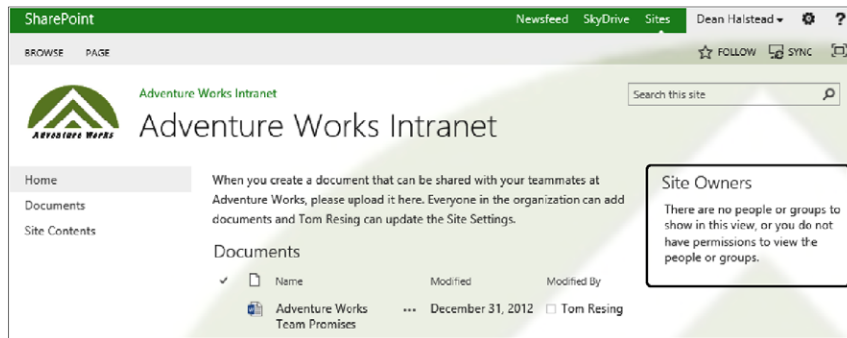 SharePoint
Newsfeed SkyDrive Sites Dean Halstead ?
BROWSE PAGE
FOLLOW SYNC
Adventure Works
Adventure Works Intranet
Search this site
Adventure Works Intranet
Home
Documents
Site Contents
When you create a document that can be shared with your teammates at
Adventure Works, please upload it here. Everyone in the organization can add
documents and Tom Resing can update the Site Settings.
Documents
Name Modified Modified By
Adventure Works ... December 31, 2012 Tom Resing
Team Promises
Site Owners
There are no people or groups to
show in this view, or you do not
have permissions to view the
people or groups.